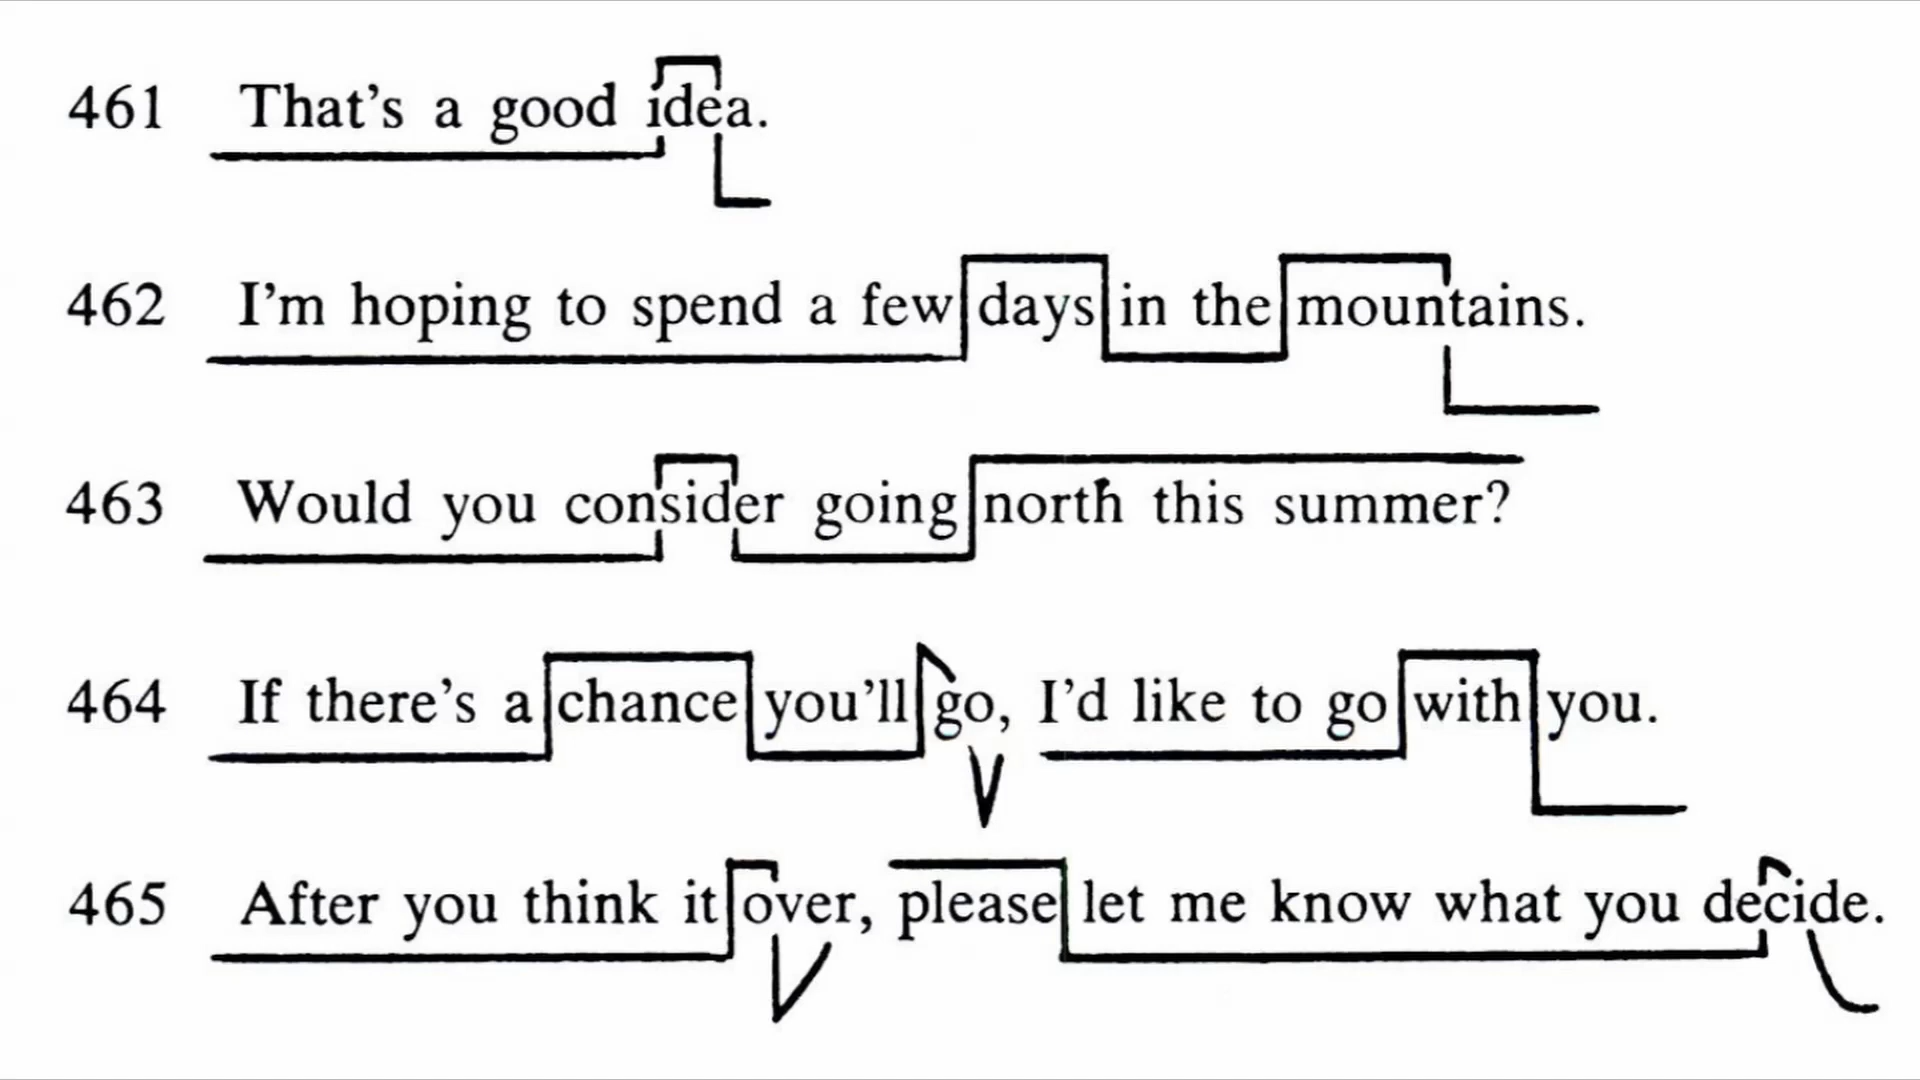 461 That's a good idea.
462 I'm hoping to spend a few days in the mountains.
463 Would you consider going north this summer?
464 If there's a chance you'll go, I'd like to go with you.
465 After you think it over, please let me know what you decide.